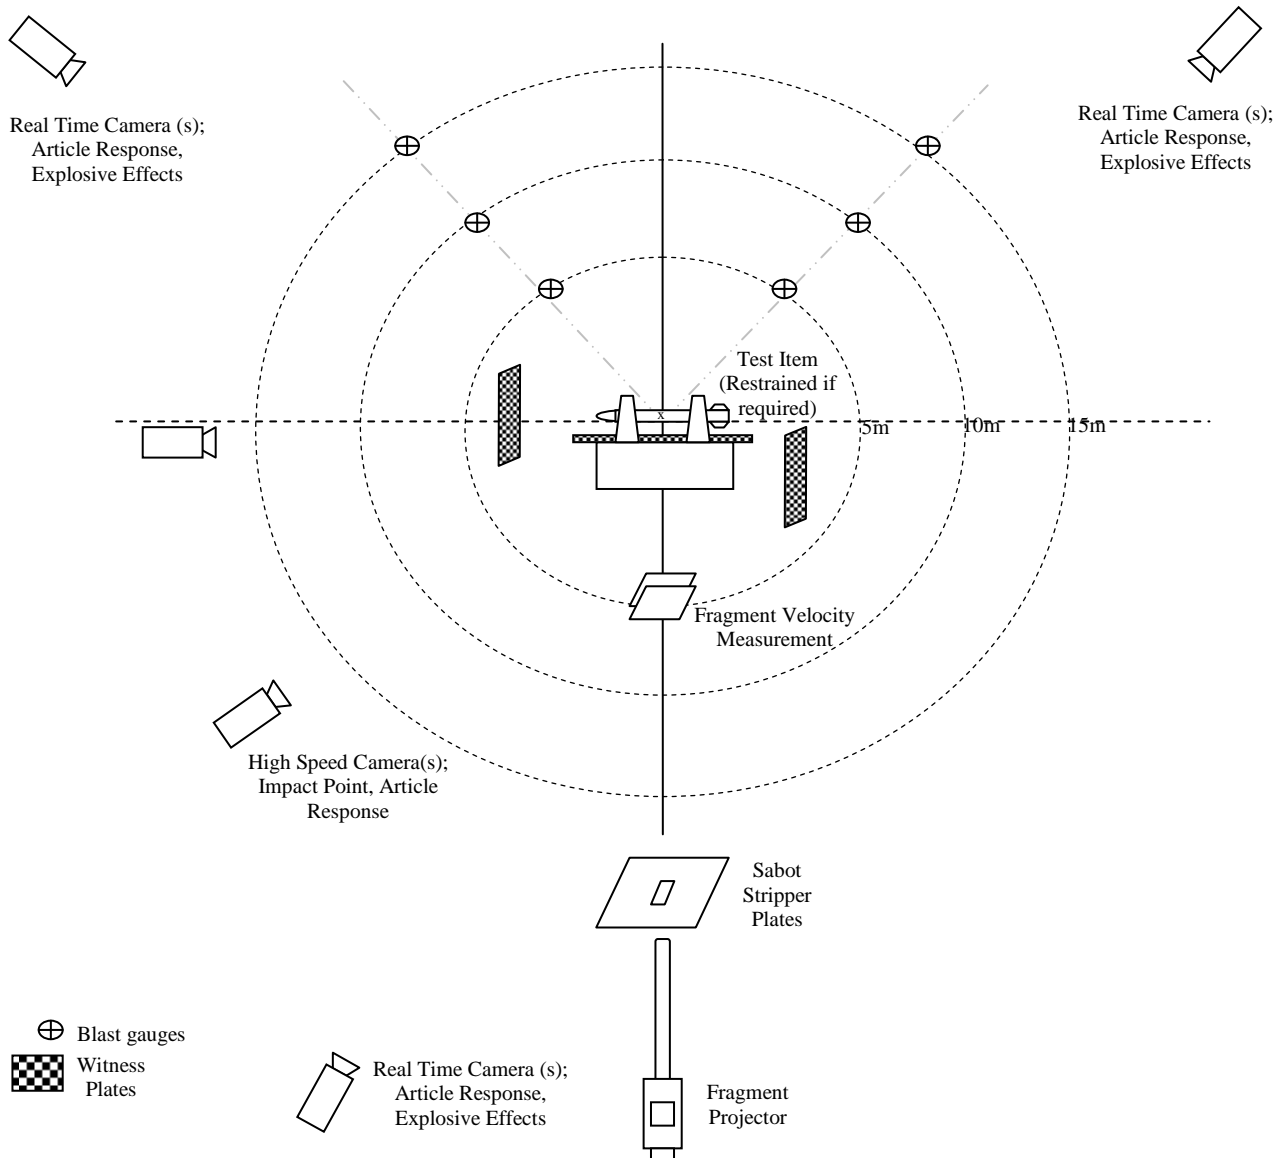 Real Time Camera (s);
Article Response,
Explosive Effects
Real Time Camera (s);
Article Response,
Explosive Effects
Test Item
(Restrained if
required)
x
5m
10m
15m
Fragment Velocity
Measurement
High Speed Camera(s);
Impact Point, Article
Response
Sabot
Stripper
Plates
Blast gauges
Witness
Plates
Real Time Camera (s);
Article Response,
Explosive Effects
Fragment
Projector